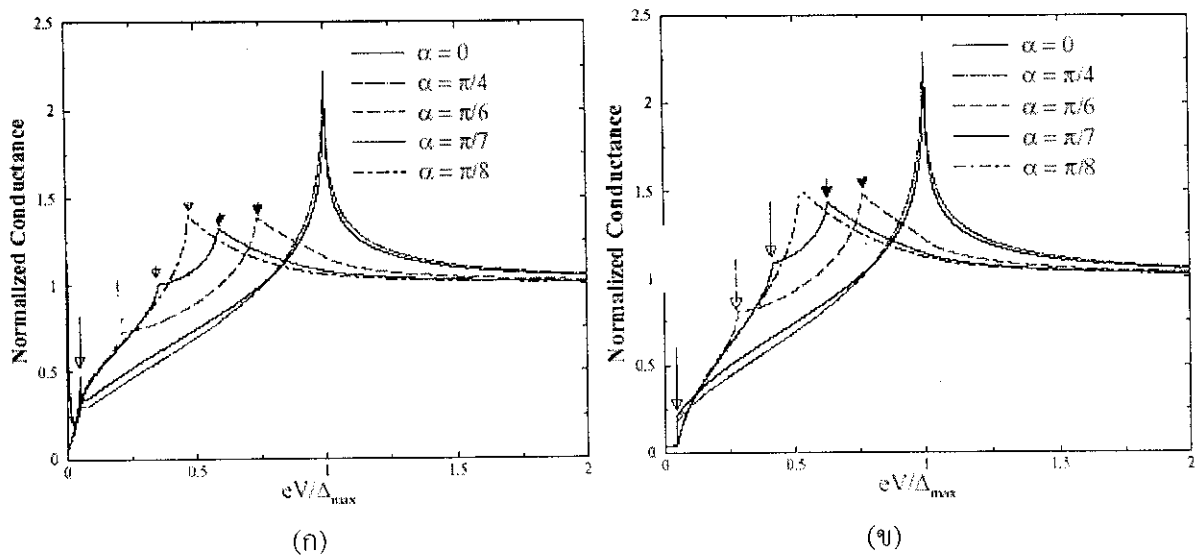 2.5
2
1.5
1
0.5
0
Normalized Conductance
α = 0
α = π/4
α = π/6
α = π/7
α = π/8
0
0.5
1
1.5
2
eV/Δmax
(ก)
2.5
2
1.5
1
0.5
0
Normalized Conductance
α = 0
α = π/4
α = π/6
α = π/7
α = π/8
0
0.5
1
1.5
2
eV/Δmax
(ข)